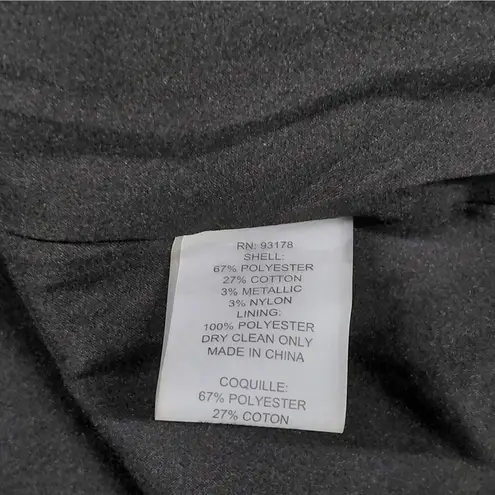 RN: 93178
SHELL:
67% POLYESTER
27% COTTON
3% METALLIC
3% NYLON
LINING:
100% POLYESTER
DRY CLEAN ONLY
MADE IN CHINA
COQUILLE:
67% POLYESTER
27% COTON